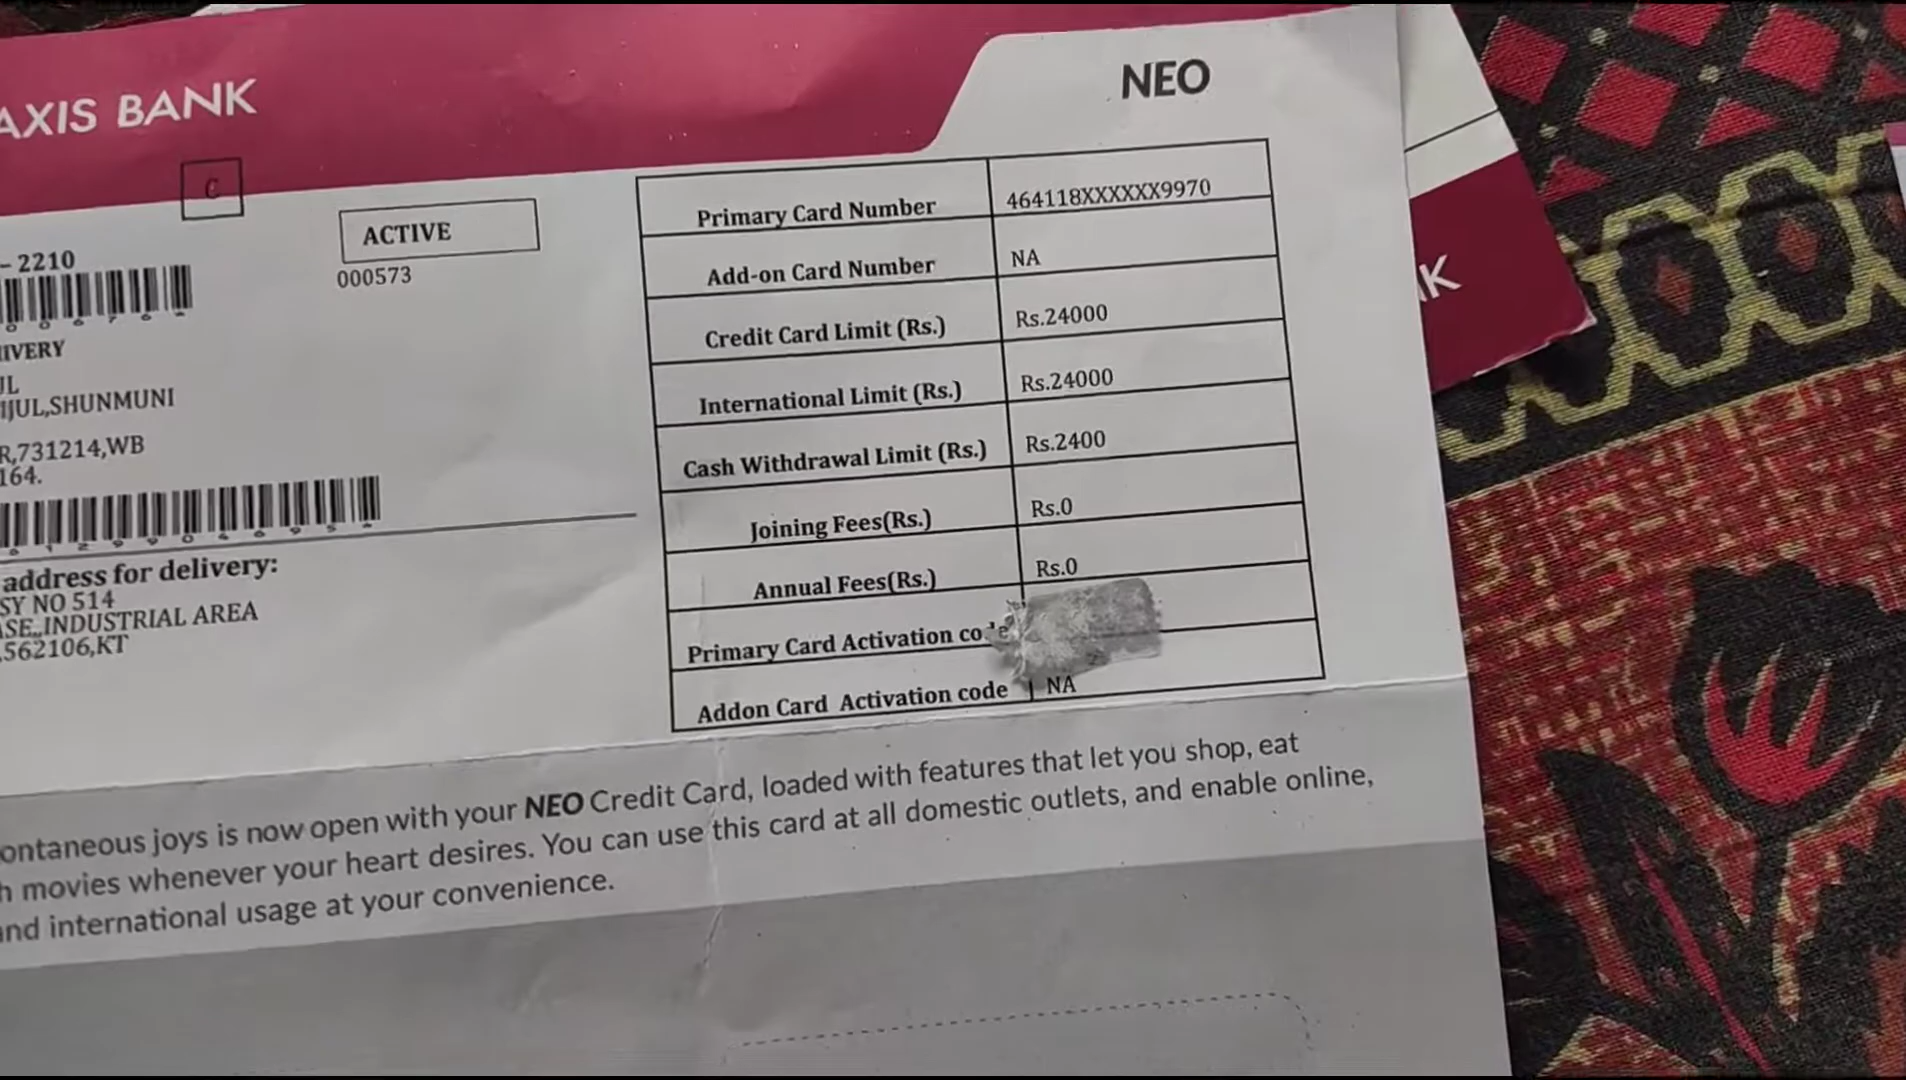 AXIS BANK
NEO
C
ACTIVE
000573
- 2210
Primary Card Number 464118XXXXXX9970
Add-on Card Number NA
Credit Card Limit (Rs.) Rs.24000
International Limit (Rs.) Rs.24000
Cash Withdrawal Limit (Rs.) Rs.2400
Joining Fees(Rs.) Rs.0
Annual Fees(Rs.) Rs.0
Primary Card Activation code
Addon Card Activation code NA
IVERY
UL
IJUL,SHUNMUNI
R,731214,WB
164.
address for delivery:
SY NO 514
ASE,,INDUSTRIAL AREA
,562106,KT
ontaneous joys is now open with your NEO Credit Card, loaded with features that let you shop, eat
h movies whenever your heart desires. You can use this card at all domestic outlets, and enable online,
and international usage at your convenience.
NK